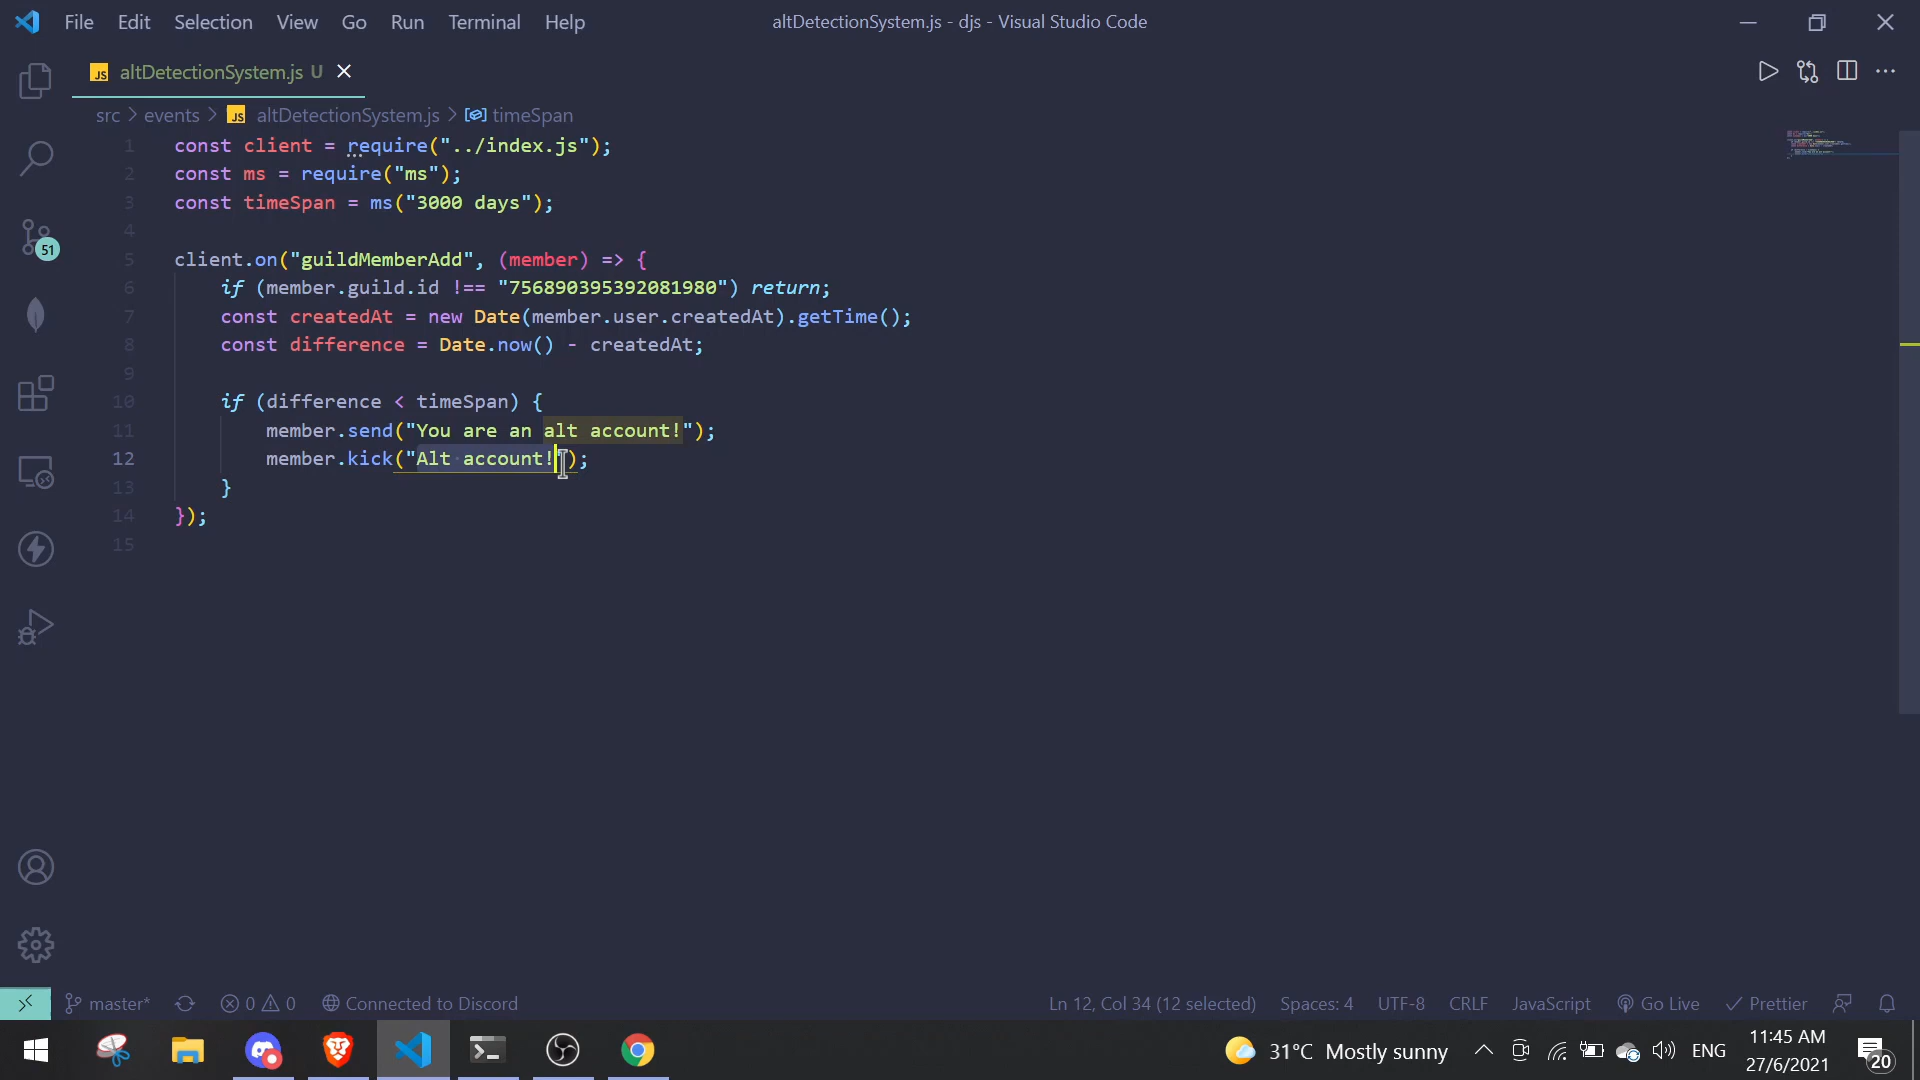 File Edit Selection View Go Run Terminal Help
altDetectionSystem.js - djs - Visual Studio Code
JS altDetectionSystem.js U
src > events > JS altDetectionSystem.js > timeSpan
1 const client = require("../index.js");
2 const ms = require("ms");
3 const timeSpan = ms("3000 days");
4
5 client.on("guildMemberAdd", (member) => {
6 if (member.guild.id !== "756890395392081980") return;
7 const createdAt = new Date(member.user.createdAt).getTime();
8 const difference = Date.now() - createdAt;
9
10 if (difference < timeSpan) {
11 member.send("You are an alt account!");
12 member.kick("Alt account!");
13 }
14 });
15
51
master* 0 0 Connected to Discord
Ln 12, Col 34 (12 selected) Spaces: 4 UTF-8 CRLF JavaScript Go Live Prettier
31°C Mostly sunny
ENG
11:45 AM
27/6/2021
20